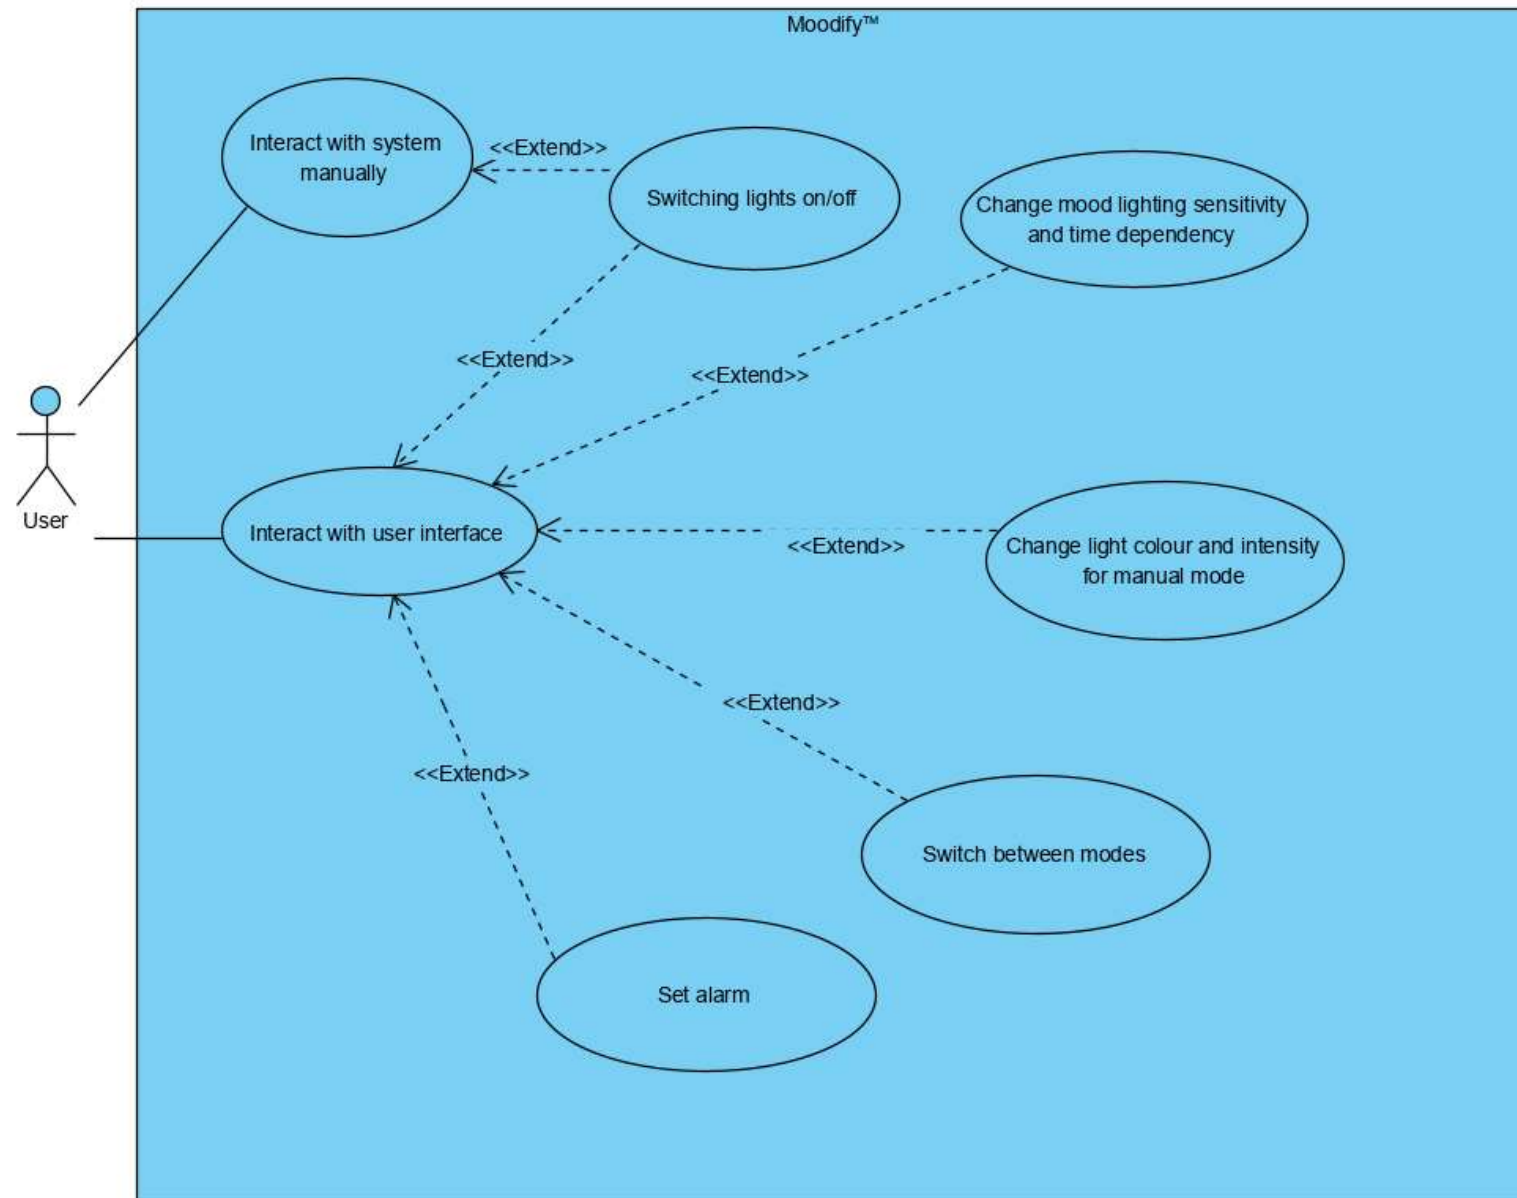 Moodify™
Interact with system
manually
<<Extend>>
Switching lights on/off
Change mood lighting sensitivity
and time dependency
<<Extend>>
<<Extend>>
User
Interact with user interface
<<Extend>>
Change light colour and intensity
for manual mode
<<Extend>>
<<Extend>>
Switch between modes
Set alarm